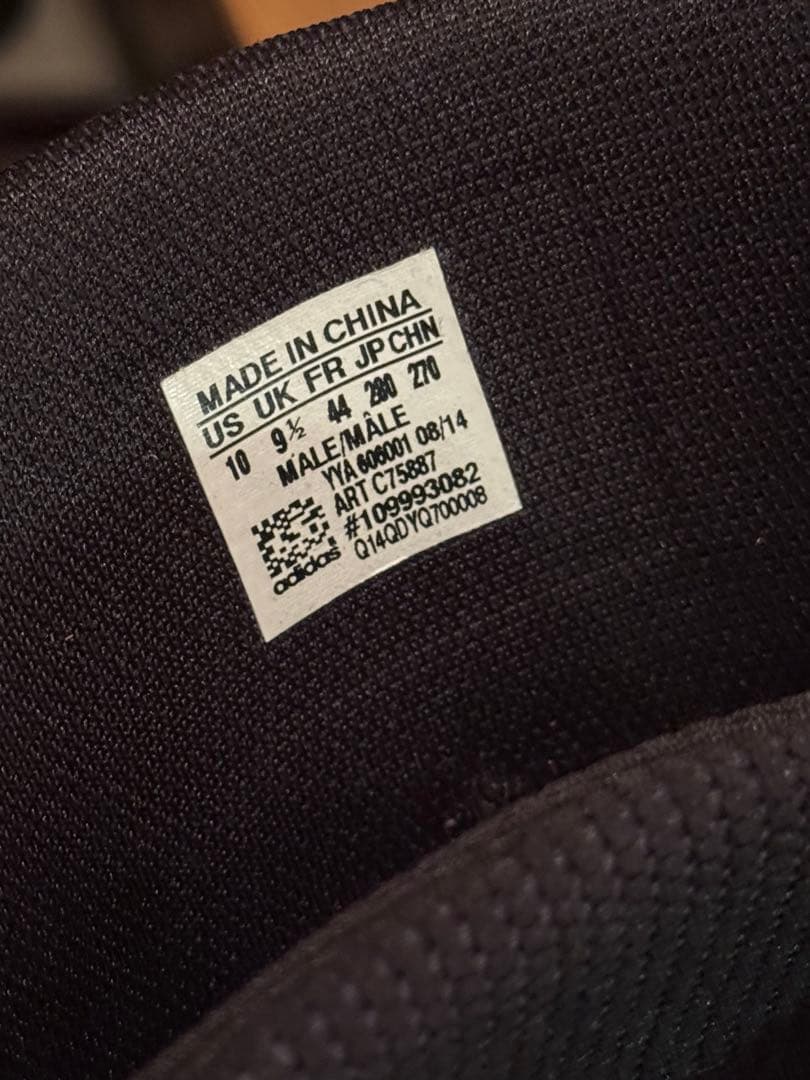 MADE IN CHINA
US UK FR JP CHN
10 9½ 44 280 270
MALE/MÂLE
YYA 606001 08/14
ART C75887
#109993082
Q14QDYQ700008
adidas